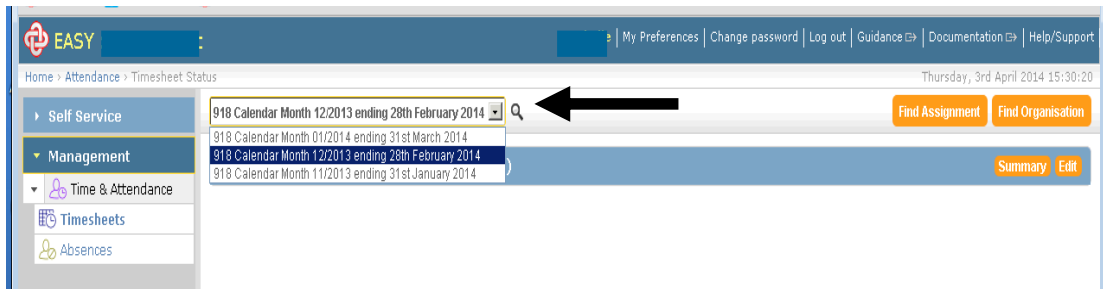 EASY
My Preferences | Change password | Log out | Guidance | Documentation | Help/Support
Home › Attendance › Timesheet Status
Thursday, 3rd April 2014 15:30:20
Self Service
918 Calendar Month 12/2013 ending 28th February 2014
Find Assignment
Find Organisation
918 Calendar Month 01/2014 ending 31st March 2014
Management
918 Calendar Month 12/2013 ending 28th February 2014
)
Summary
Edit
918 Calendar Month 11/2013 ending 31st January 2014
Time & Attendance
Timesheets
Absences